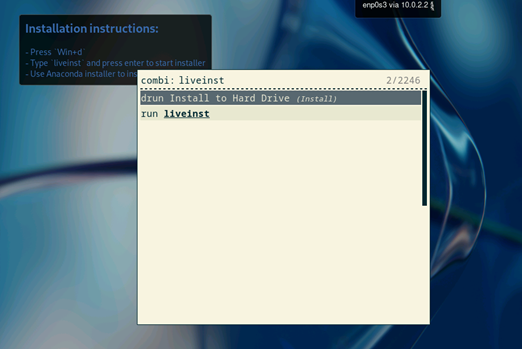 enp0s3 via 10.0.2.2
Installation instructions:
- Press `Win+d`
- Type `liveinst` and press enter to start installer
- Use Anaconda installer to ins
combi: liveinst 2/2246
drun Install to Hard Drive (Install)
run liveinst